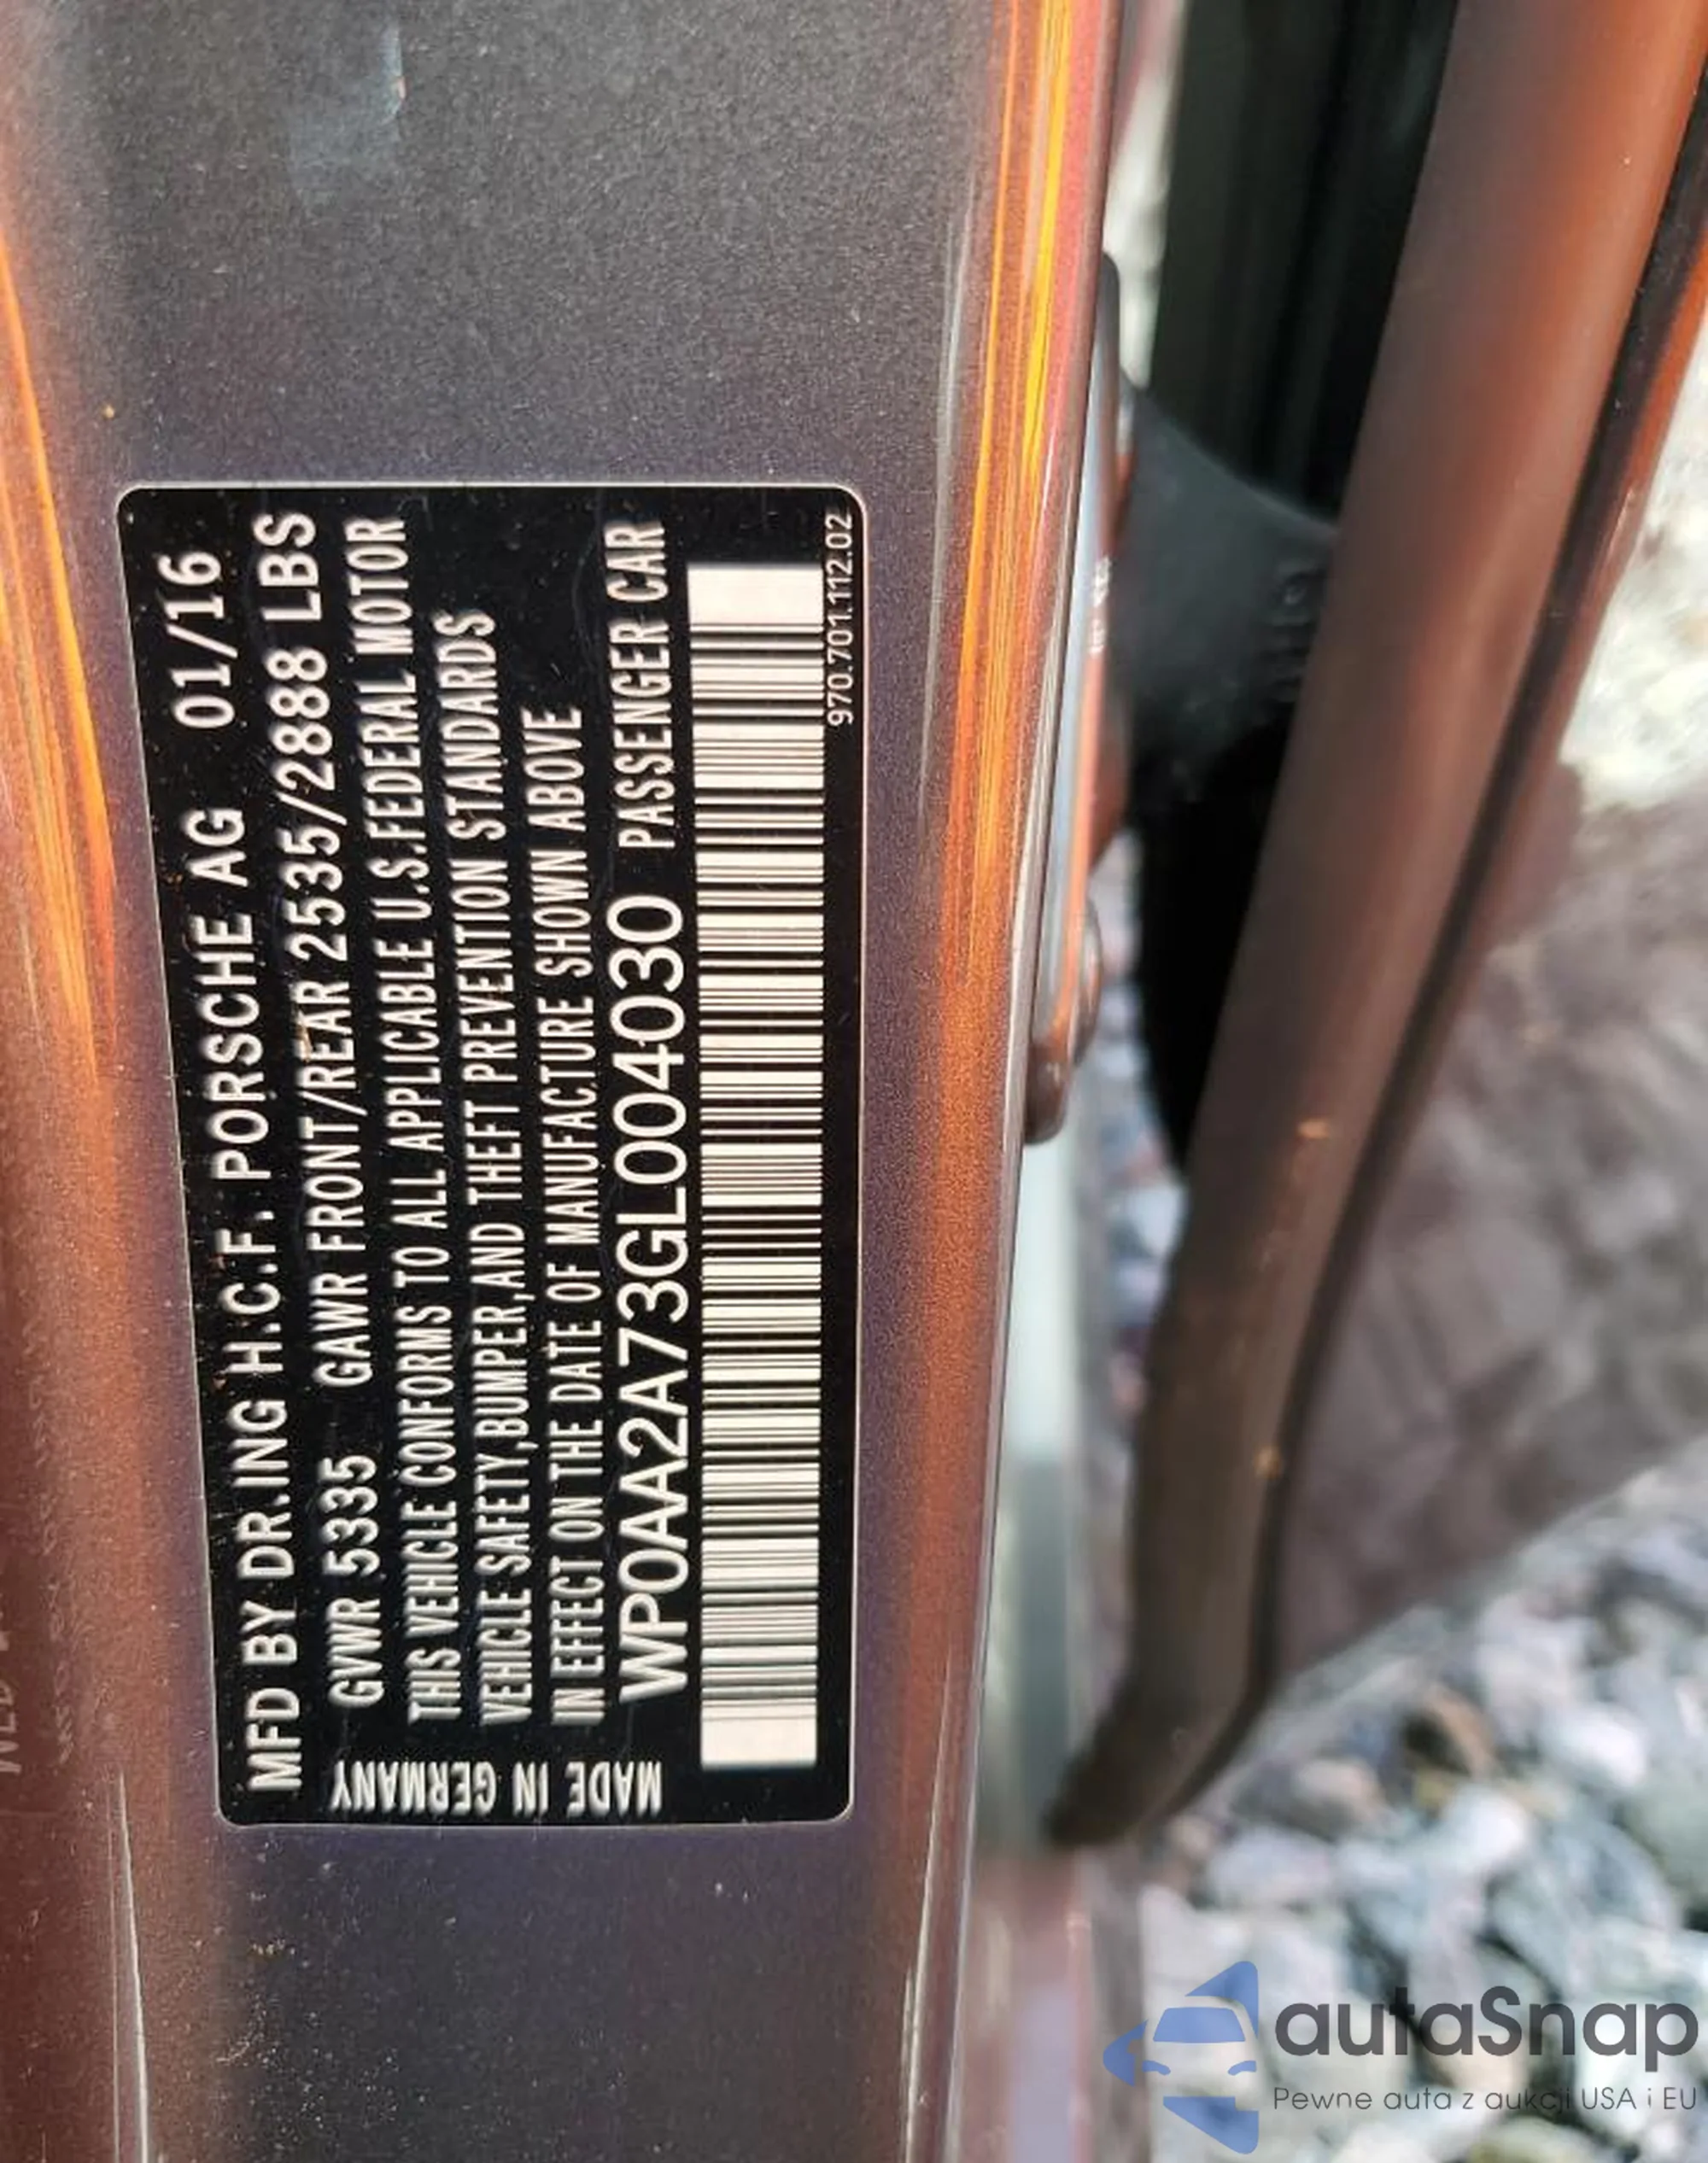 MFD BY DR.ING H.C.F. PORSCHE AG 01/16
GVWR 5335 GAWR FRONT/REAR 2535/2888 LBS
THIS VEHICLE CONFORMS TO ALL APPLICABLE U.S.FEDERAL MOTOR
VEHICLE SAFETY,BUMPER,AND THEFT PREVENTION STANDARDS
IN EFFECT ON THE DATE OF MANUFACTURE SHOWN ABOVE
WP0AA2A73GL004030 PASSENGER CAR
970.701.112.02
MADE IN GERMANY
autaSnap
Pewne auta z aukcji USA i EU